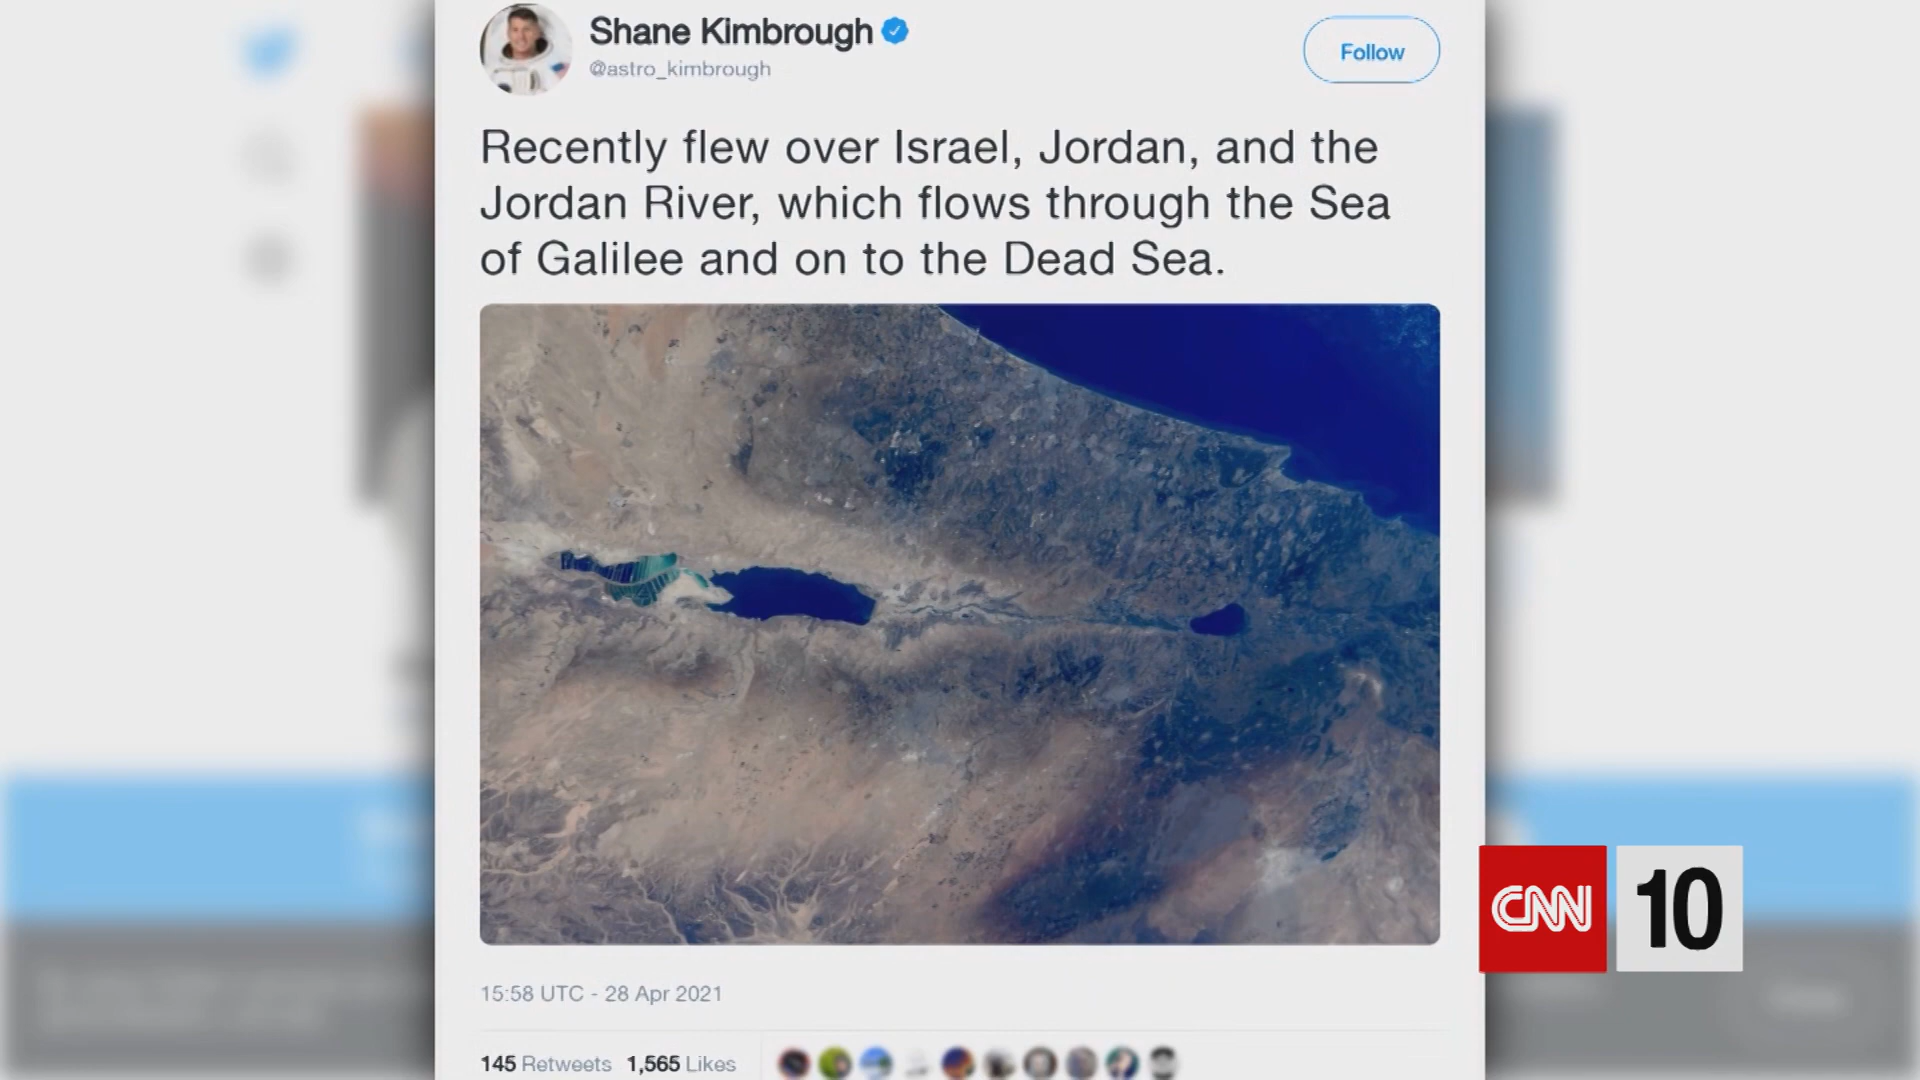 Shane Kimbrough
@astro_kimbrough
Follow
Recently flew over Israel, Jordan, and the
Jordan River, which flows through the Sea
of Galilee and on to the Dead Sea.
CNN 10
15:58 UTC - 28 Apr 2021
145 Retweets 1,565 Likes